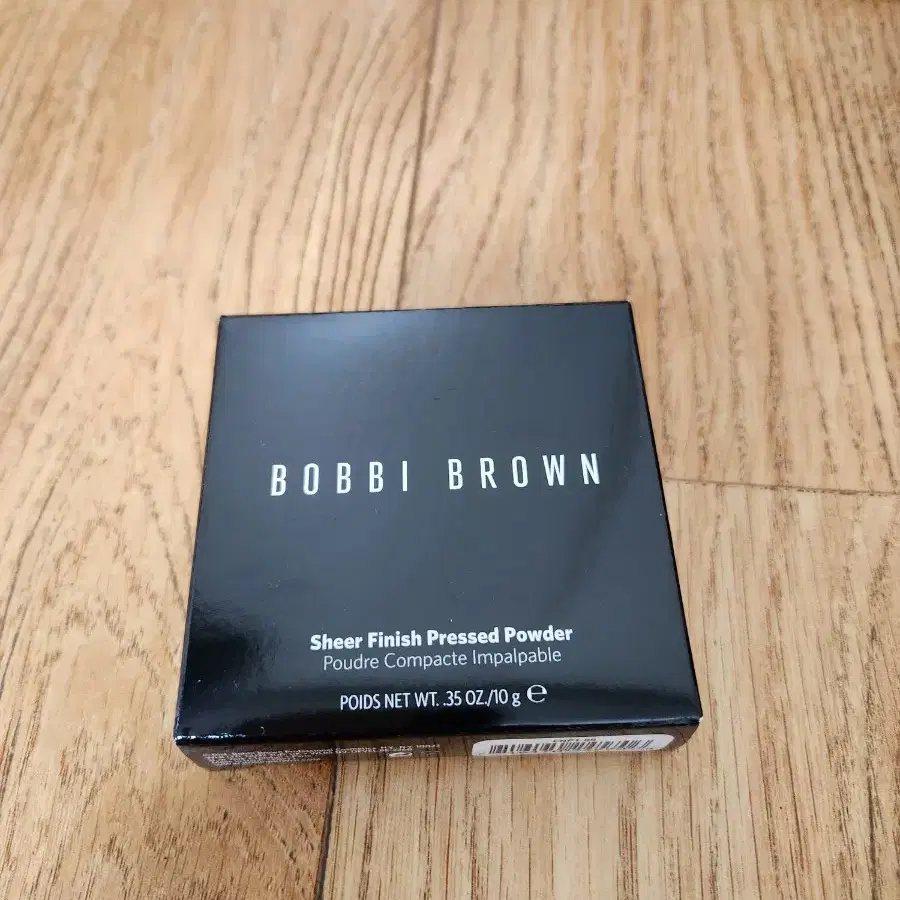 BOBBI BROWN
Sheer Finish Pressed Powder
Poudre Compacte Impalpable
POIDS NET WT. .35 OZ./10 g ℮